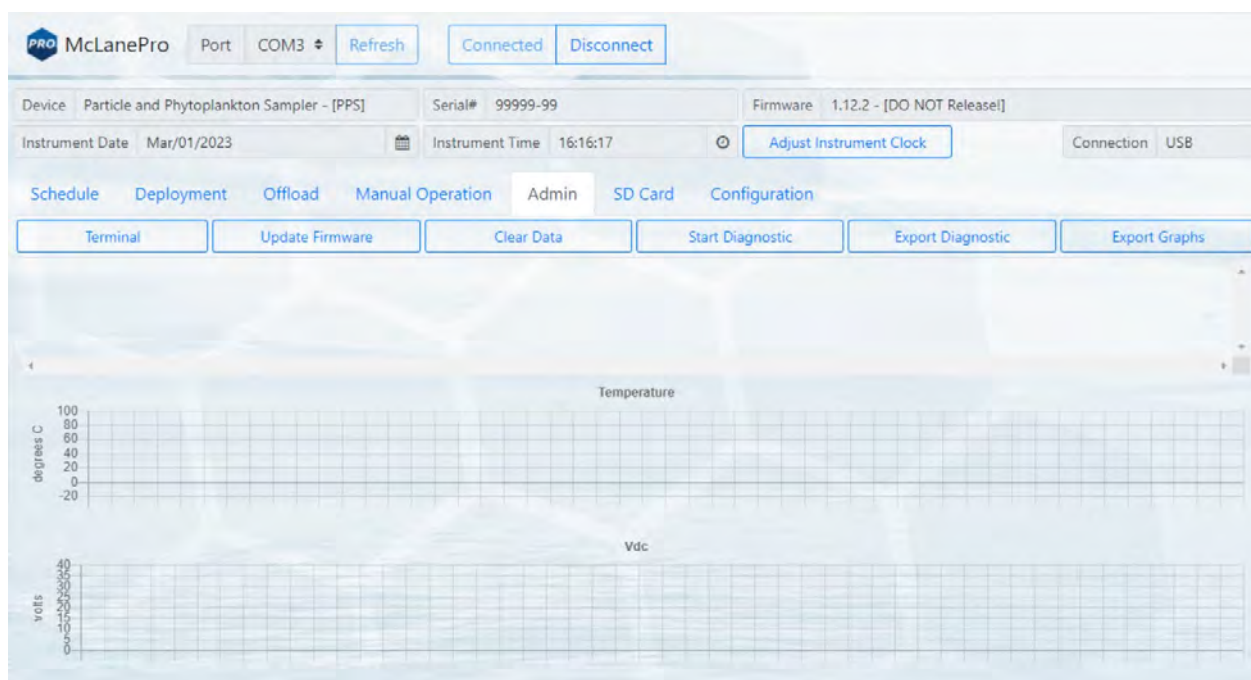 PRO McLanePro Port COM3 Refresh Connected Disconnect
Device Particle and Phytoplankton Sampler - [PPS] Serial# 99999-99 Firmware 1.12.2 - [DO NOT Release!]
Instrument Date Mar/01/2023 Instrument Time 16:16:17 Adjust Instrument Clock Connection USB
Schedule Deployment Offload Manual Operation Admin SD Card Configuration
Terminal Update Firmware Clear Data Start Diagnostic Export Diagnostic Export Graphs
Temperature
degrees C
100
80
60
40
20
0
-20
Vdc
volts
40
35
30
25
20
15
10
5
0